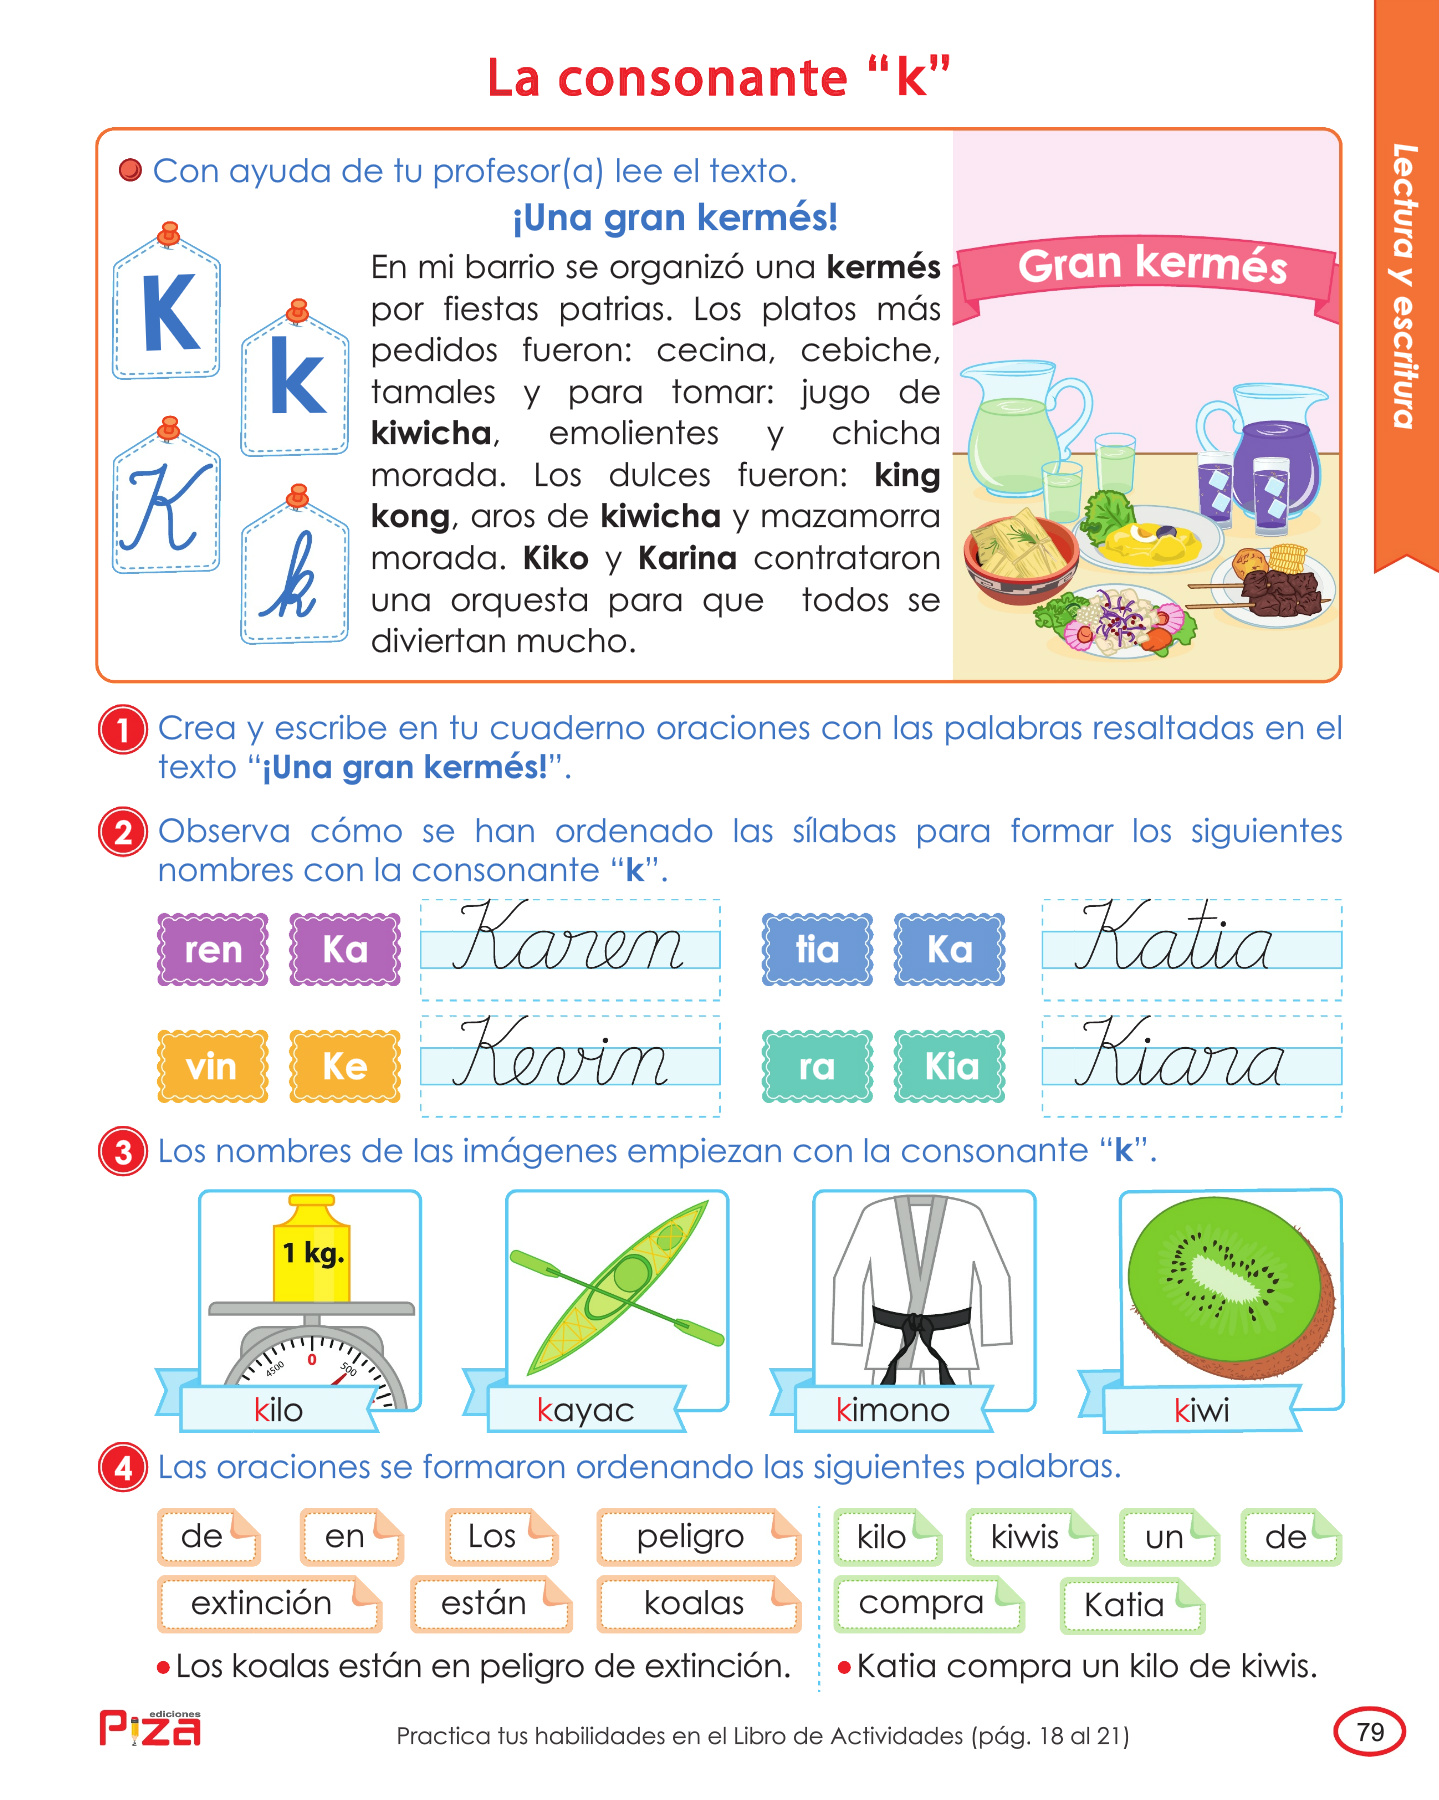 La consonante “k”
Lectura y escritura
Con ayuda de tu profesor(a) lee el texto.
¡Una gran kermés!
K
k
K
k
En mi barrio se organizó una kermés
por fiestas patrias. Los platos más
pedidos fueron: cecina, cebiche,
tamales y para tomar: jugo de
kiwicha, emolientes y chicha
morada. Los dulces fueron: king
kong, aros de kiwicha y mazamorra
morada. Kiko y Karina contrataron
una orquesta para que todos se
diviertan mucho.
Gran kermés
1 Crea y escribe en tu cuaderno oraciones con las palabras resaltadas en el
texto “¡Una gran kermés!”.
2 Observa cómo se han ordenado las sílabas para formar los siguientes
nombres con la consonante “k”.
ren Ka Karen tia Ka Katia
vin Ke Kevin ra Kia Kiara
3 Los nombres de las imágenes empiezan con la consonante “k”.
1 kg.
4500 0 500
kilo kayac kimono kiwi
4 Las oraciones se formaron ordenando las siguientes palabras.
de en Los peligro
extinción están koalas
Los koalas están en peligro de extinción.
kilo kiwis un de
compra Katia
Katia compra un kilo de kiwis.
ediciones
Piza
Practica tus habilidades en el Libro de Actividades (pág. 18 al 21)
79